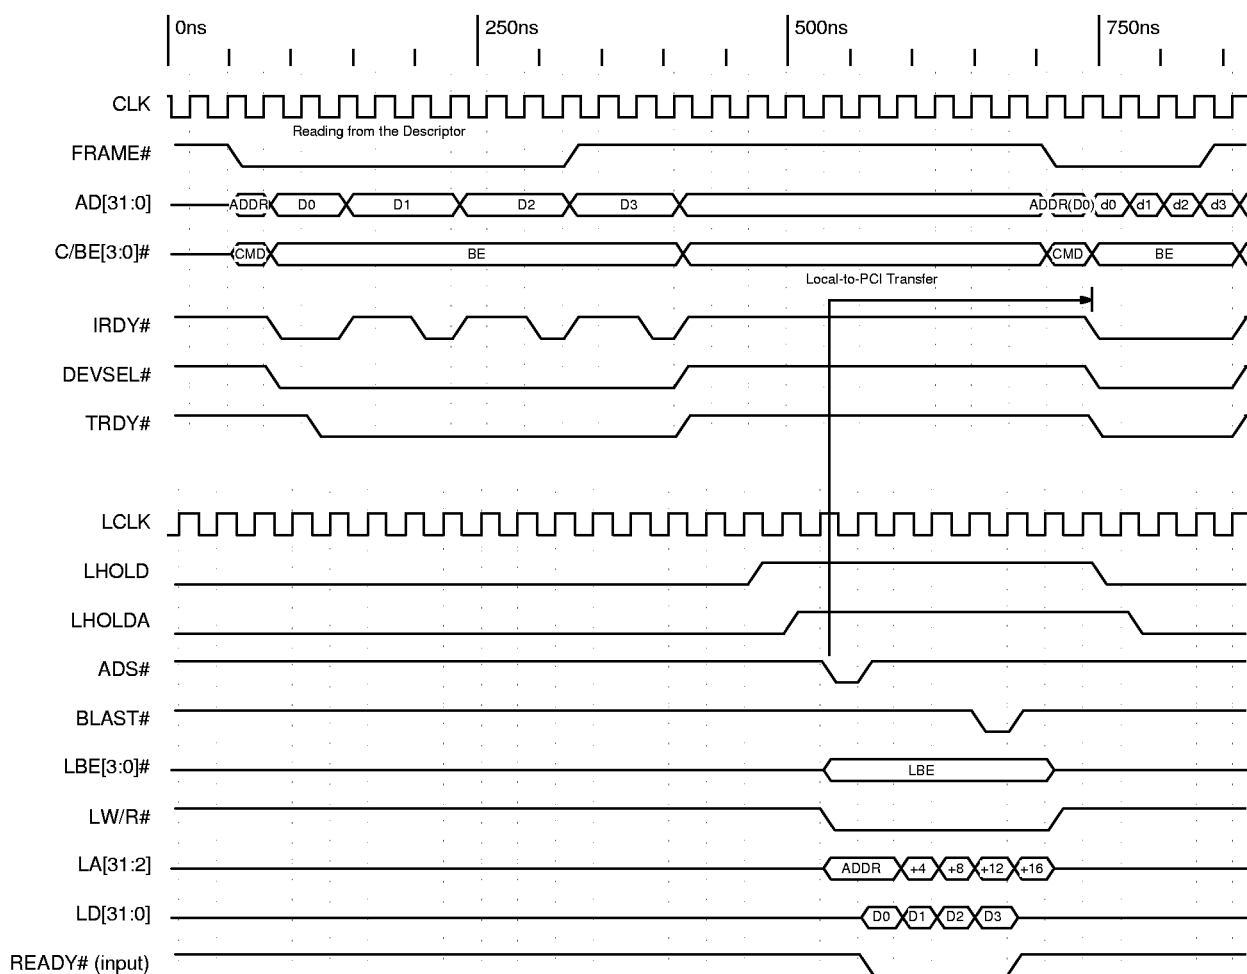 0ns 250ns 500ns 750ns
CLK
Reading from the Descriptor
FRAME#
AD[31:0] ADDR D0 D1 D2 D3 ADDR(D0) d0 d1 d2 d3
C/BE[3:0]# CMD BE CMD BE
Local-to-PCI Transfer
IRDY#
DEVSEL#
TRDY#
LCLK
LHOLD
LHOLDA
ADS#
BLAST#
LBE[3:0]# LBE
LW/R#
LA[31:2] ADDR +4 +8 +12 +16
LD[31:0] D0 D1 D2 D3
READY# (input)